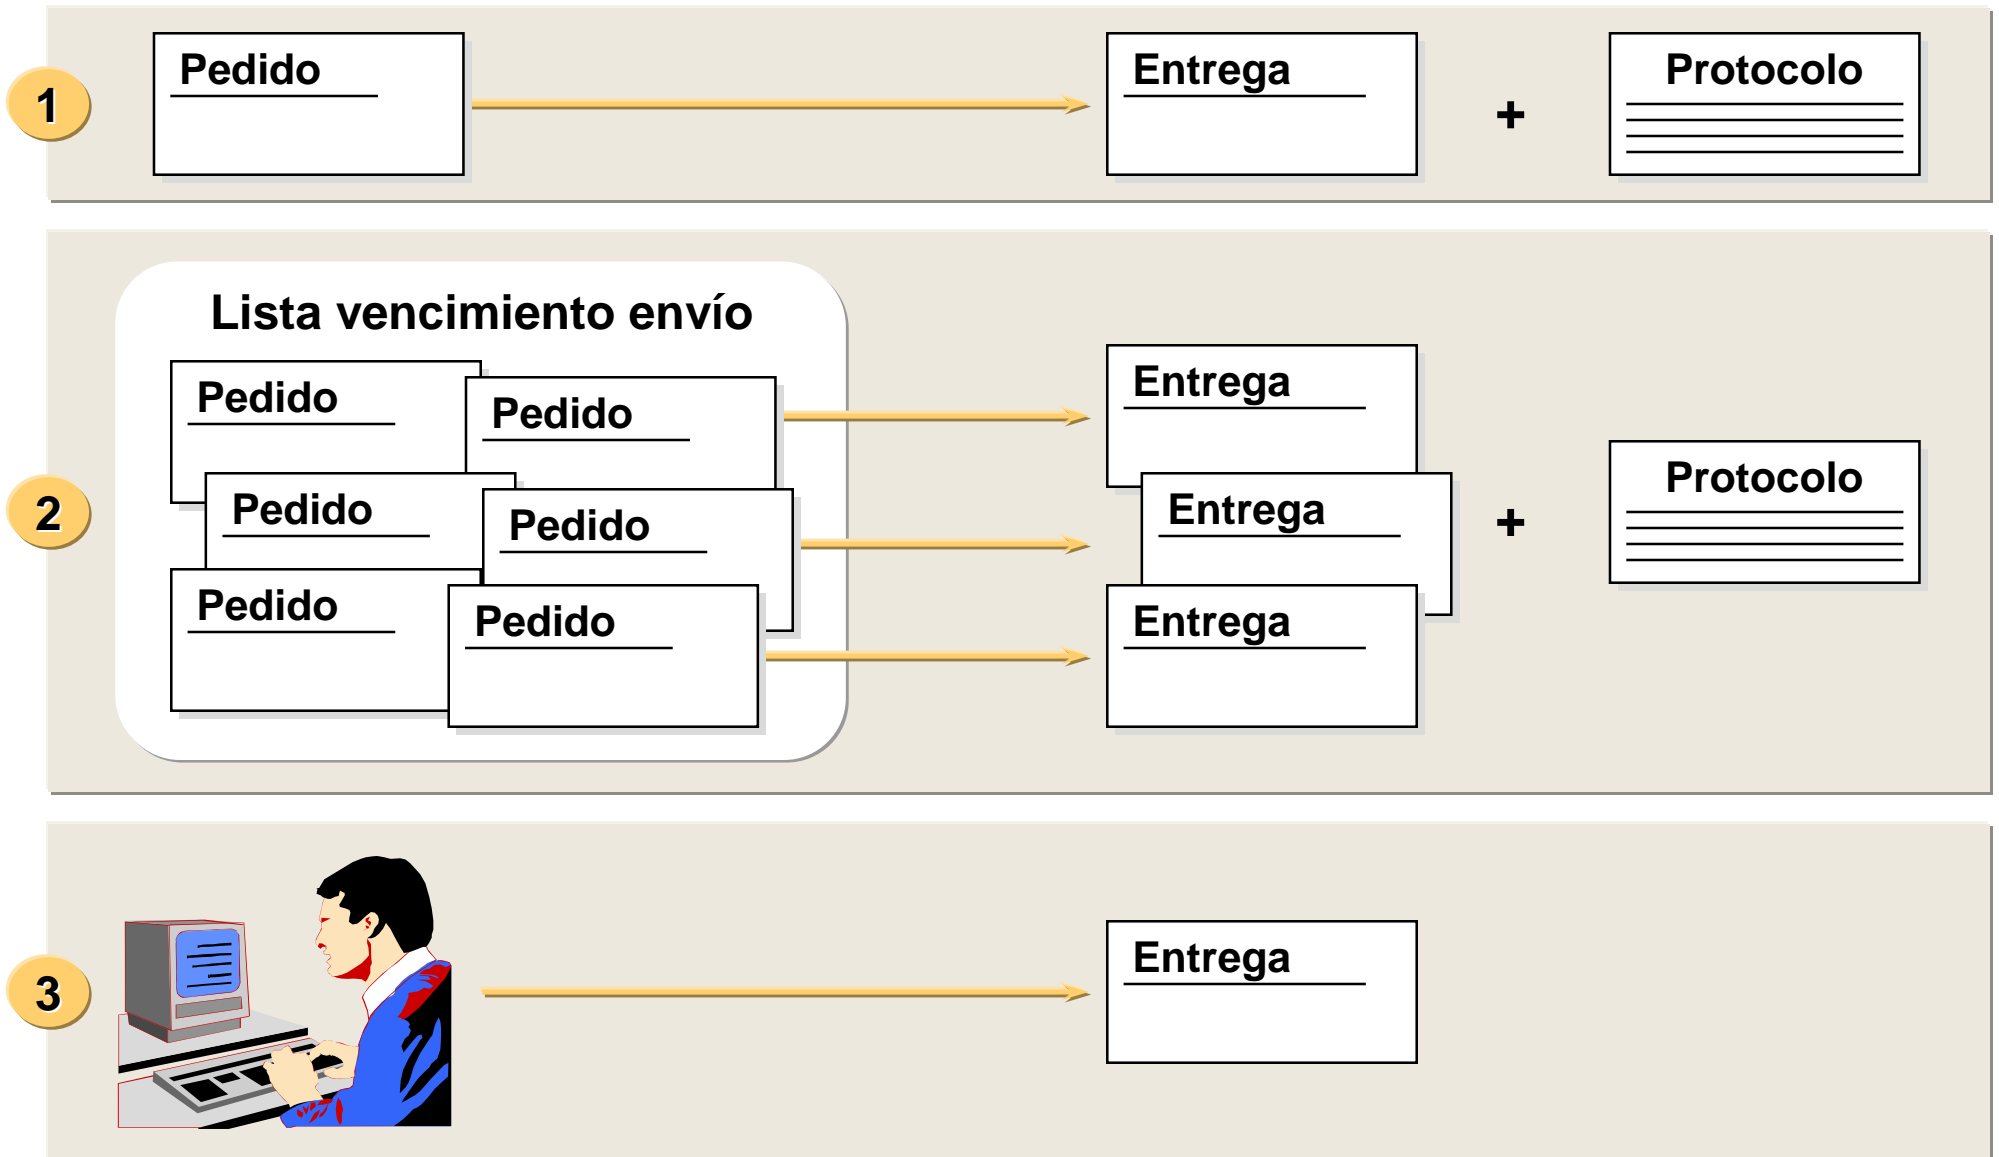 1
Pedido
Entrega
+
Protocolo
2
Lista vencimiento envío
Pedido
Pedido
Pedido
Pedido
Pedido
Pedido
Entrega
Entrega
Entrega
+
Protocolo
3
Entrega